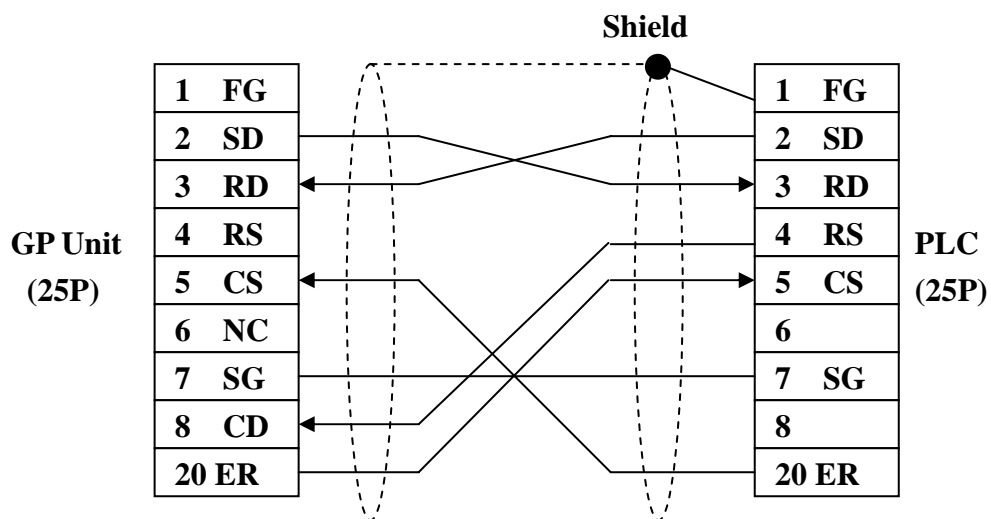 Shield
GP Unit
(25P)
1 FG
2 SD
3 RD
4 RS
5 CS
6 NC
7 SG
8 CD
20 ER
1 FG
2 SD
3 RD
4 RS
5 CS
6
7 SG
8
20 ER
PLC
(25P)